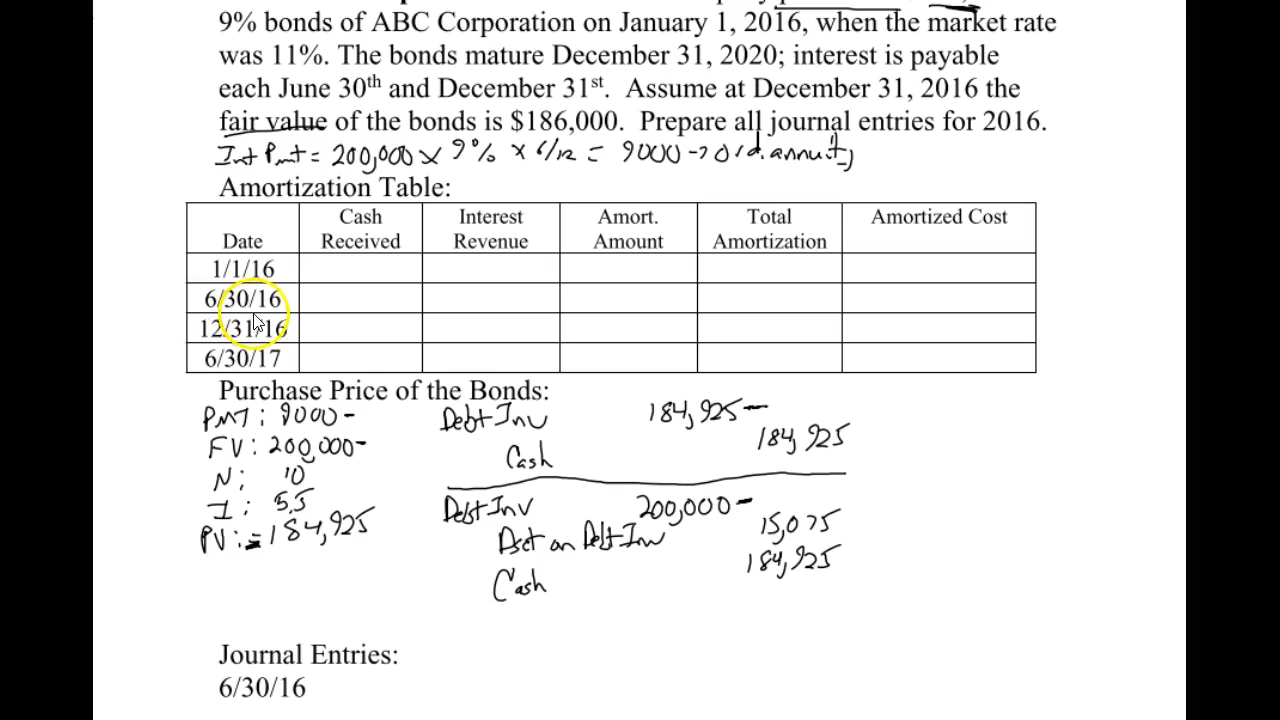 9% bonds of ABC Corporation on January 1, 2016, when the market rate
was 11%. The bonds mature December 31, 2020; interest is payable
each June 30th and December 31st. Assume at December 31, 2016 the
fair value of the bonds is $186,000. Prepare all journal entries for 2016.
Int Pmt = 200,000 x 9% x 6/12 = 9000 -> ord. annuity
Amortization Table:
Date Cash Received Interest Revenue Amort. Amount Total Amortization Amortized Cost
1/1/16
6/30/16
12/31/16
6/30/17
Purchase Price of the Bonds:
PMT: 9000-
FV: 200,000-
N: 10
I: 5.5
PV: = 184,925
Debt Inv 184,925-
Cash 184,925
Debt Inv 200,000-
Dsct on Debt Inv 15,075
Cash 184,925
Journal Entries:
6/30/16